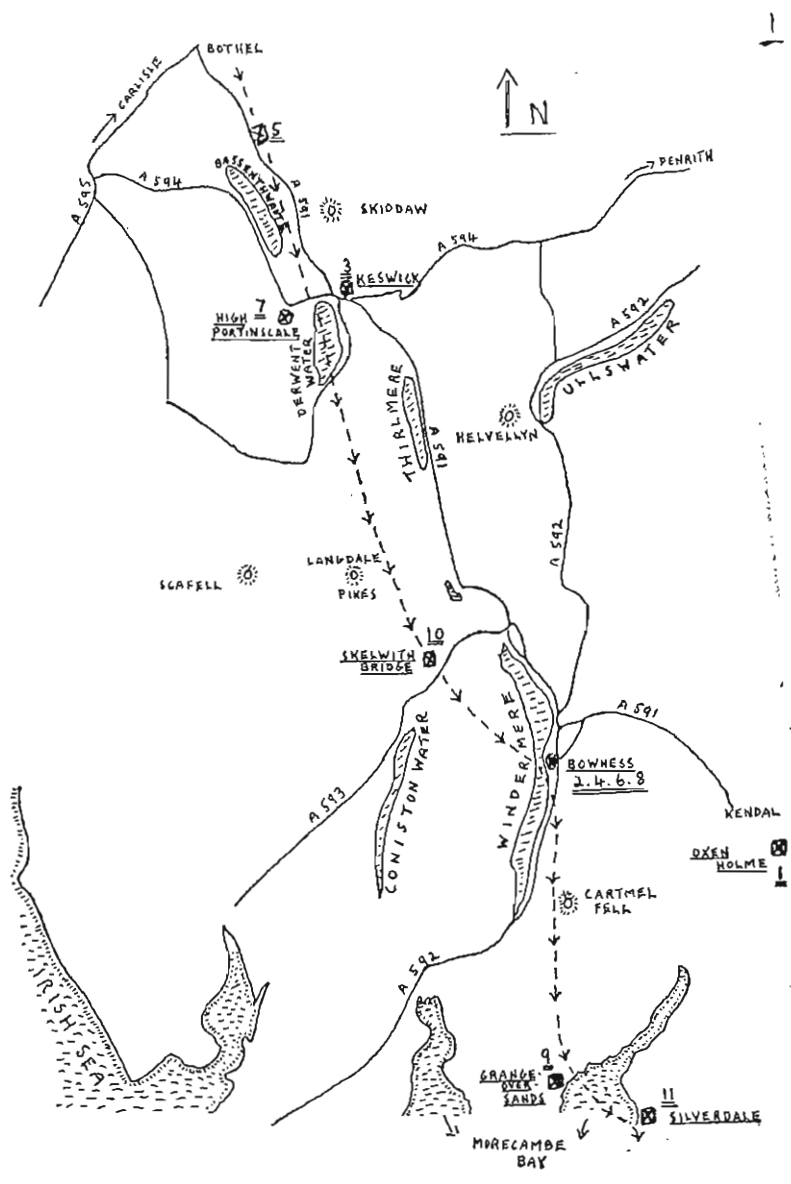 1
BOTHEL
CARLISLE
N
5
BASSENTHWAITE
PENRITH
A 594
A 591
A 595
SKIDDAW
A 594
3
KESWICK
7
HIGH
PORTINSCALE
A 592
ULLSWATER
DERWENT
WATER
THIRLMERE
A 591
HELVELLYN
A 592
SCAFELL
LANGDALE
PIKES
10
SKELWITH
BRIDGE
A 591
WINDERMERE
BOWNESS
2.4.6.8
CONISTON WATER
A 593
KENDAL
OXEN
HOLME
1
CARTMEL
FELL
IRISH SEA
A 592
9
GRANGE
OVER-
SANDS
11
SILVERDALE
MORECAMBE
BAY